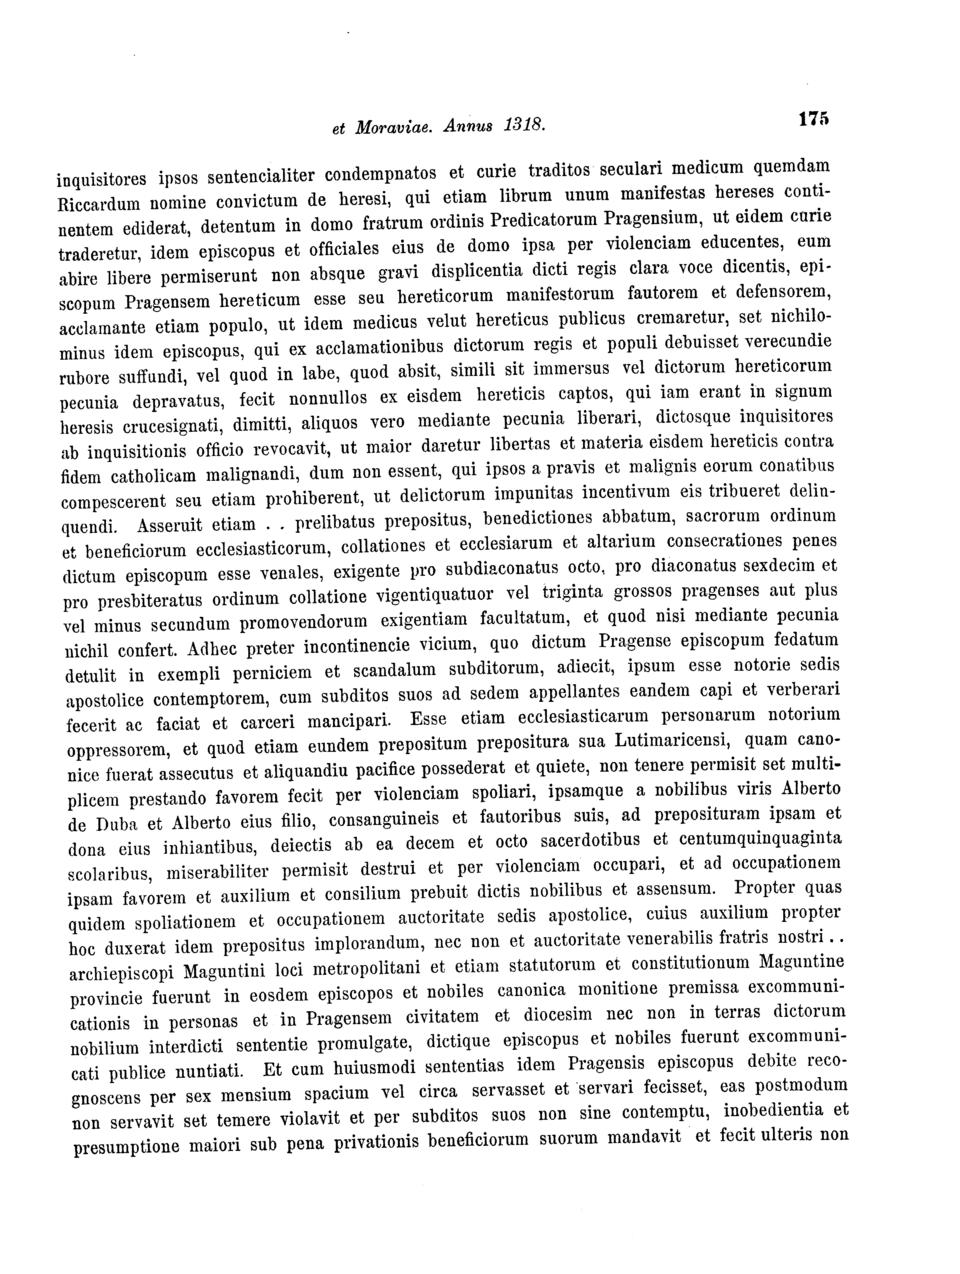 et Moraviae. Annus 1318. 175
inquisitores ipsos sentencialiter condempnatos et curie traditos seculari medicum quemdam
Riccardum nomine convictum de heresi, qui etiam librum unum manifestas hereses conti-
nentem ediderat, detentum in domo fratrum ordinis Predicatorum Pragensium, ut eidem curie
traderetur, idem episcopus et officiales eius de domo ipsa per violenciam educentes, eum
abire libere permiserunt non absque gravi displicentia dicti regis clara voce dicentis, epi-
scopum Pragensem hereticum esse seu hereticorum manifestorum fautorem et defensorem,
acclamante etiam populo, ut idem medicus velut hereticus publicus cremaretur, set nichilo-
minus idem episcopus, qui ex acclamationibus dictorum regis et populi debuisset verecundie
rubore suffundi, vel quod in labe, quod absit, simili sit immersus vel dictorum hereticorum
pecunia depravatus, fecit nonnullos ex eisdem hereticis captos, qui iam erant in signum
heresis crucesignati, dimitti, aliquos vero mediante pecunia liberari, dictosque inquisitores
ab inquisitionis officio revocavit, ut maior daretur libertas et materia eisdem hereticis contra
fidem catholicam malignandi, dum non essent, qui ipsos a pravis et malignis eorum conatibus
compescerent seu etiam prohiberent, ut delictorum impunitas incentivum eis tribueret delin-
quendi. Asseruit etiam . . prelibatus prepositus, benedictiones abbatum, sacrorum ordinum
et beneficiorum ecclesiasticorum, collationes et ecclesiarum et altarium consecrationes penes
dictum episcopum esse venales, exigente pro subdiaconatus octo, pro diaconatus sexdecim et
pro presbiteratus ordinum collatione vigentiquatuor vel triginta grossos pragenses aut plus
vel minus secundum promovendorum exigentiam facultatum, et quod nisi mediante pecunia
nichil confert. Adhec preter incontinencie vicium, quo dictum Pragense episcopum fedatum
detulit in exempli perniciem et scandalum subditorum, adiecit, ipsum esse notorie sedis
apostolice contemptorem, cum subditos suos ad sedem appellantes eandem capi et verberari
fecerit ac faciat et carceri mancipari. Esse etiam ecclesiasticarum personarum notorium
oppressorem, et quod etiam eundem prepositum prepositura sua Lutimaricensi, quam cano-
nice fuerat assecutus et aliquandiu pacifice possederat et quiete, non tenere permisit set multi-
plicem prestando favorem fecit per violenciam spoliari, ipsamque a nobilibus viris Alberto
de Duba et Alberto eius filio, consanguineis et fautoribus suis, ad preposituram ipsam et
dona eius inhiantibus, deiectis ab ea decem et octo sacerdotibus et centumquinquaginta
scolaribus, miserabiliter permisit destrui et per violenciam occupari, et ad occupationem
ipsam favorem et auxilium et consilium prebuit dictis nobilibus et assensum. Propter quas
quidem spoliationem et occupationem auctoritate sedis apostolice, cuius auxilium propter
hoc duxerat idem prepositus implorandum, nec non et auctoritate venerabilis fratris nostri . .
archiepiscopi Maguntini loci metropolitani et etiam statutorum et constitutionum Maguntine
provincie fuerunt in eosdem episcopos et nobiles canonica monitione premissa excommuni-
cationis in personas et in Pragensem civitatem et diocesim nec non in terras dictorum
nobilium interdicti sententie promulgate, dictique episcopus et nobiles fuerunt excommuni-
cati publice nuntiati. Et cum huiusmodi sententias idem Pragensis episcopus debite reco-
gnoscens per sex mensium spacium vel circa servasset et servari fecisset, eas postmodum
non servavit set temere violavit et per subditos suos non sine contemptu, inobedientia et
presumptione maiori sub pena privationis beneficiorum suorum mandavit et fecit ulteris non